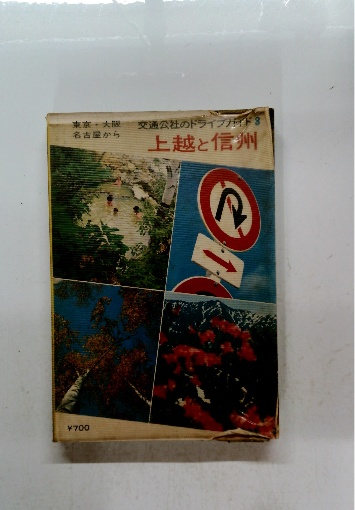 東京・大阪
名古屋から
交通公社のドライブガイド 3
上越と信州
¥700